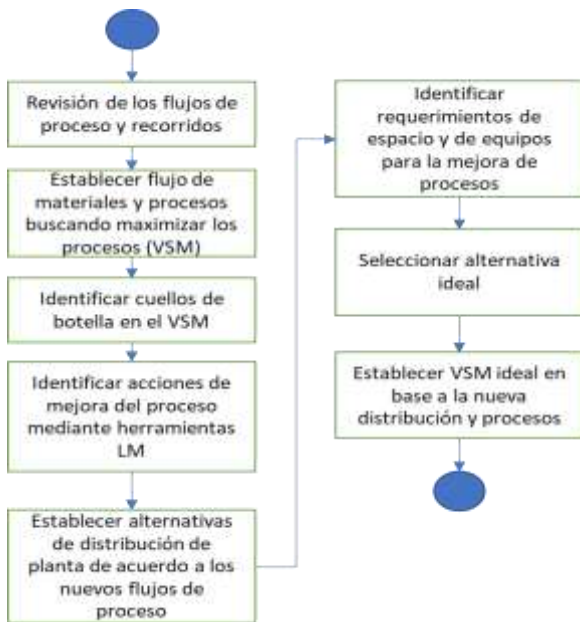 Revisión de los flujos de
proceso y recorridos
Establecer flujo de
materiales y procesos
buscando maximizar los
procesos (VSM)
Identificar cuellos de
botella en el VSM
Identificar acciones de
mejora del proceso
mediante herramientas
LM
Establecer alternativas
de distribución de
planta de acuerdo a los
nuevos flujos de
proceso
Identificar
requerimientos de
espacio y de equipos
para la mejora de
procesos
Seleccionar alternativa
ideal
Establecer VSM ideal en
base a la nueva
distribución y procesos